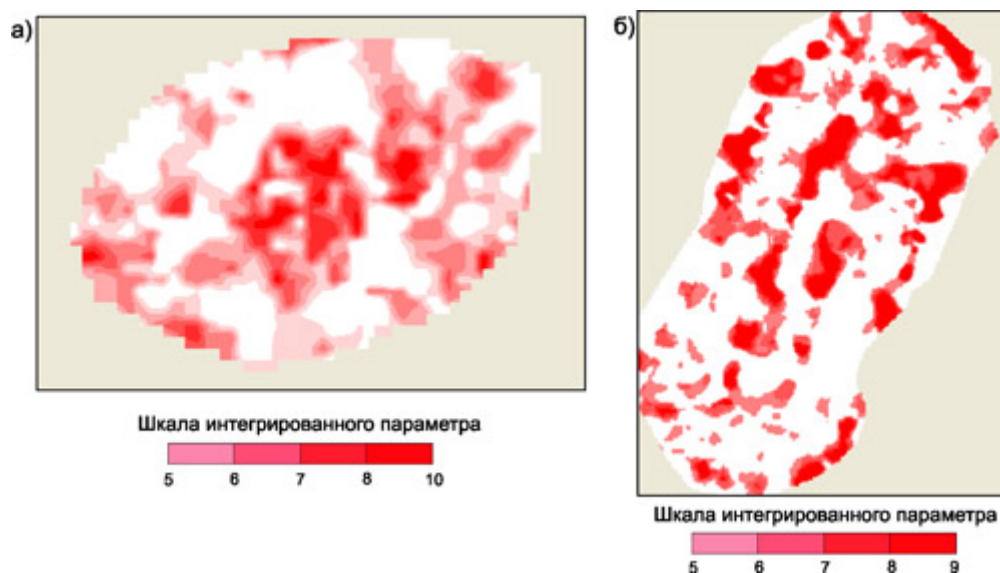 а)
Шкала интегрированного параметра
5 6 7 8 10
б)
Шкала интегрированного параметра
5 6 7 8 9